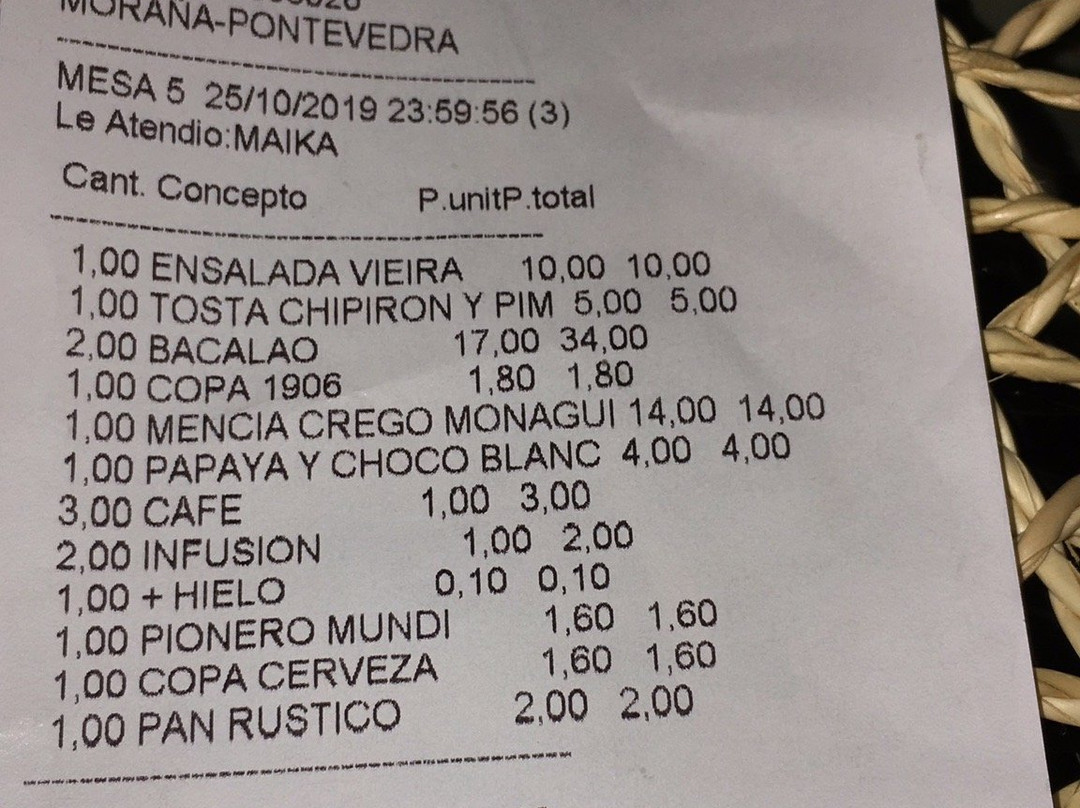 MORAÑA-PONTEVEDRA
MESA 5 25/10/2019 23:59:56 (3)
Le Atendio:MAIKA
Cant. Concepto P.unitP.total
1,00 ENSALADA VIEIRA 10,00 10,00
1,00 TOSTA CHIPIRON Y PIM 5,00 5,00
2,00 BACALAO 17,00 34,00
1,00 COPA 1906 1,80 1,80
1,00 MENCIA CREGO MONAGUI 14,00 14,00
1,00 PAPAYA Y CHOCO BLANC 4,00 4,00
3,00 CAFE 1,00 3,00
2,00 INFUSION 1,00 2,00
1,00 + HIELO 0,10 0,10
1,00 PIONERO MUNDI 1,60 1,60
1,00 COPA CERVEZA 1,60 1,60
1,00 PAN RUSTICO 2,00 2,00